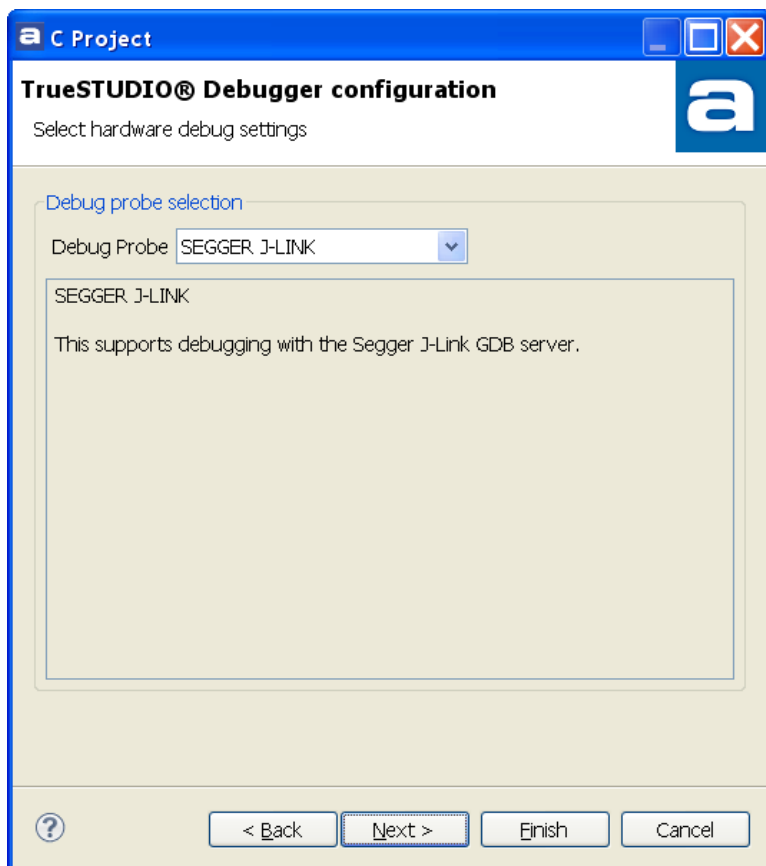 a C Project
TrueSTUDIO® Debugger configuration
a
Select hardware debug settings
Debug probe selection
Debug Probe SEGGER J-LINK
SEGGER J-LINK
This supports debugging with the Segger J-Link GDB server.
? < Back Next > Finish Cancel